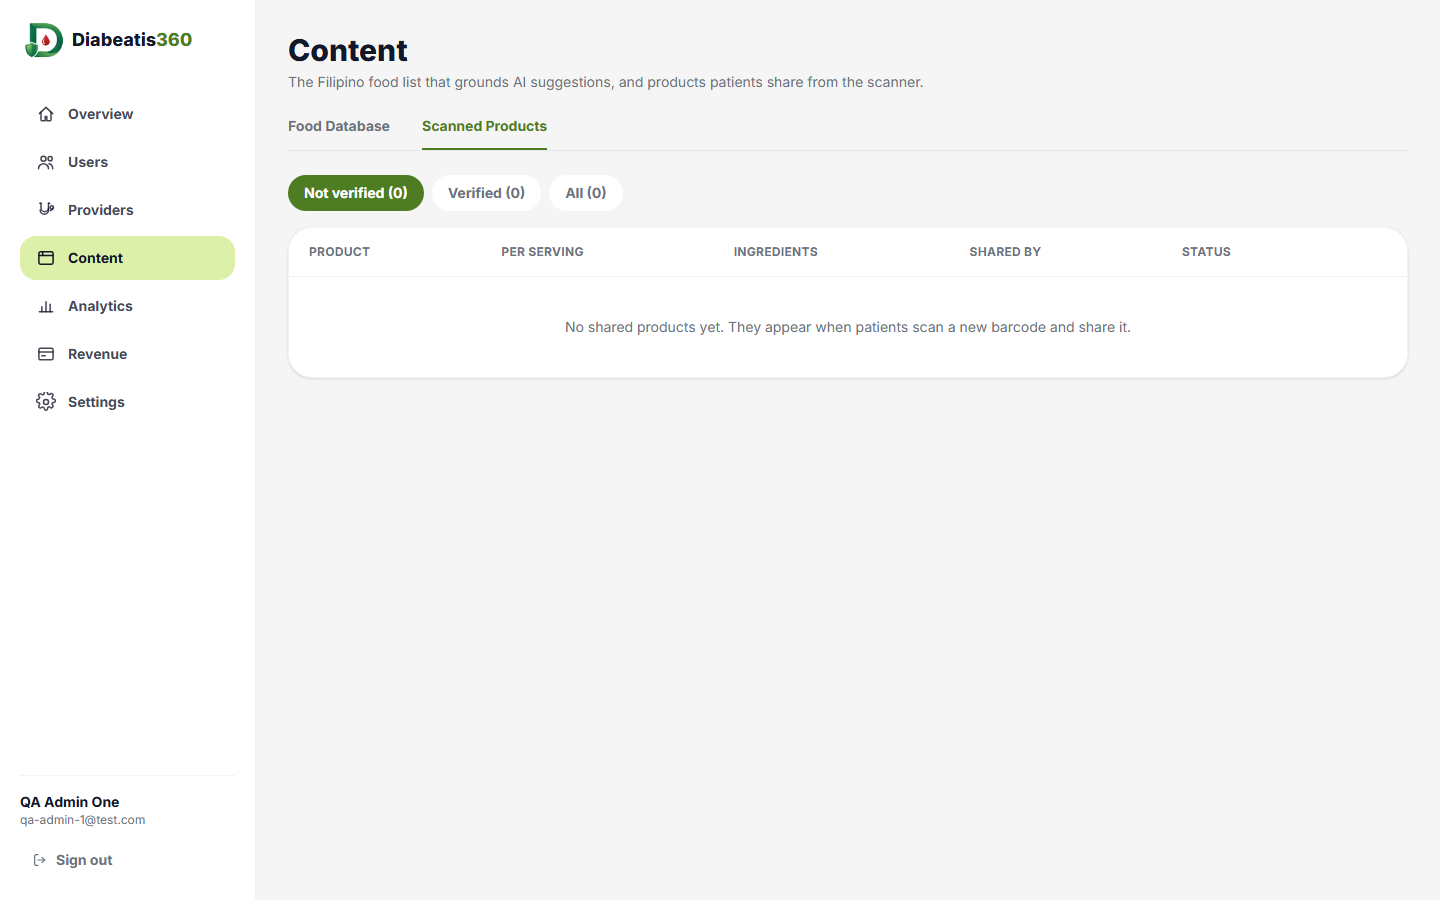 Diabeatis360
Overview
Users
Providers
Content
Analytics
Revenue
Settings
QA Admin One
qa-admin-1@test.com
Sign out
Content
The Filipino food list that grounds AI suggestions, and products patients share from the scanner.
Food Database Scanned Products
Not verified (0) Verified (0) All (0)
PRODUCT PER SERVING INGREDIENTS SHARED BY STATUS
No shared products yet. They appear when patients scan a new barcode and share it.